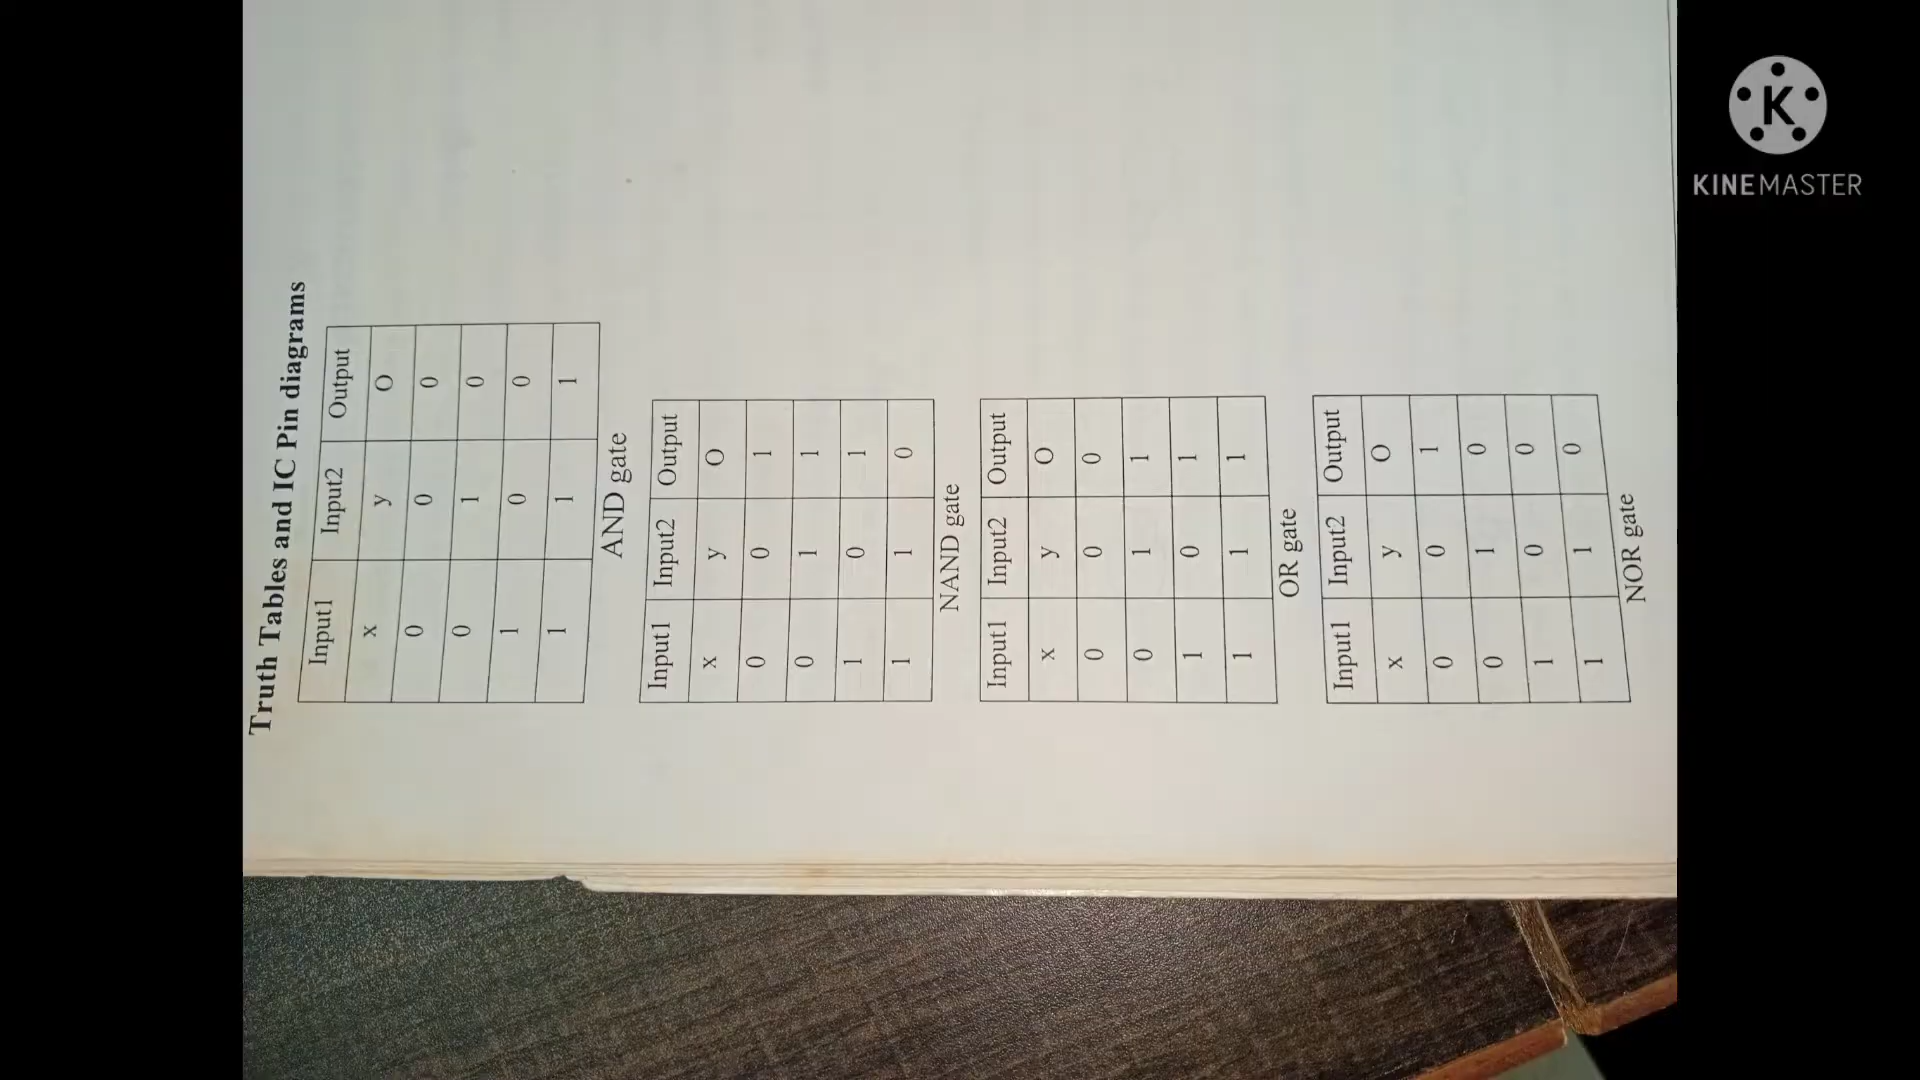 Truth Tables and IC Pin diagrams
Input1 Input2 Output
x y O
0 0 0
0 1 0
1 0 0
1 1 1
AND gate
Input1 Input2 Output
x y O
0 0 1
0 1 1
1 0 1
1 1 0
NAND gate
Input1 Input2 Output
x y O
0 0 0
0 1 1
1 0 1
1 1 1
OR gate
Input1 Input2 Output
x y O
0 0 1
0 1 0
1 0 0
1 1 0
NOR gate
K
KINEMASTER